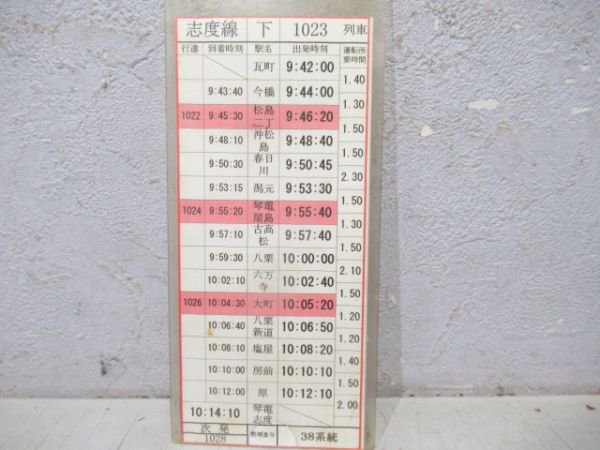 志度線 下 1023 列車
行違 到着時刻 駅名 出発時刻 運転所要時間
瓦町 9:42:00
1.40
9:43:40 今橋 9:44:00
1.30
1022 9:45:30 松島二丁 9:46:20
1.50
9:48:10 沖松島 9:48:40
1.50
9:50:30 春日川 9:50:45
2.30
9:53:15 潟元 9:53:30
1.50
1024 9:55:20 琴電屋島 9:55:40
1.30
9:57:10 古高松 9:57:40
1.50
9:59:30 八栗 10:00:00
2.10
10:02:10 六万寺 10:02:40
1.50
1026 10:04:30 大町 10:05:20
1.20
10:06:40 八栗新道 10:06:50
1.20
10:08:10 塩屋 10:08:20
1.40
10:10:00 房前 10:10:10
1.50
10:12:00 原 10:12:10
2.00
10:14:10 琴電志度
次発 1028 整理番号 38系統